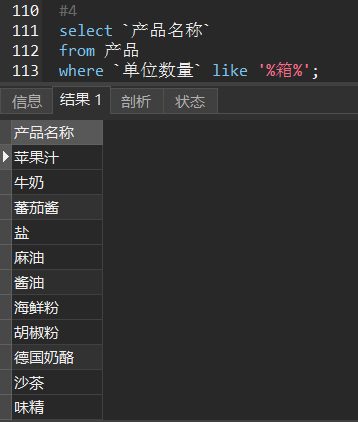 110 #4
111 select `产品名称`
112 from 产品
113 where `单位数量` like '%箱%';
信息 结果 1 剖析 状态
产品名称
苹果汁
牛奶
蕃茄酱
盐
麻油
酱油
海鲜粉
胡椒粉
德国奶酪
沙茶
味精